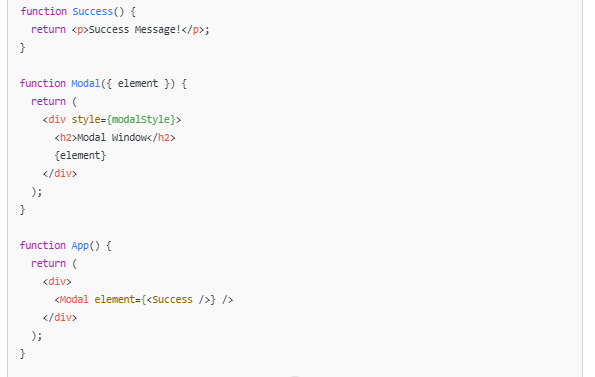 function Success() {
  return <p>Success Message!</p>;
}

function Modal({ element }) {
  return (
    <div style={modalStyle}>
      <h2>Modal Window</h2>
      {element}
    </div>
  );
}

function App() {
  return (
    <div>
      <Modal element={<Success />} />
    </div>
  );
}